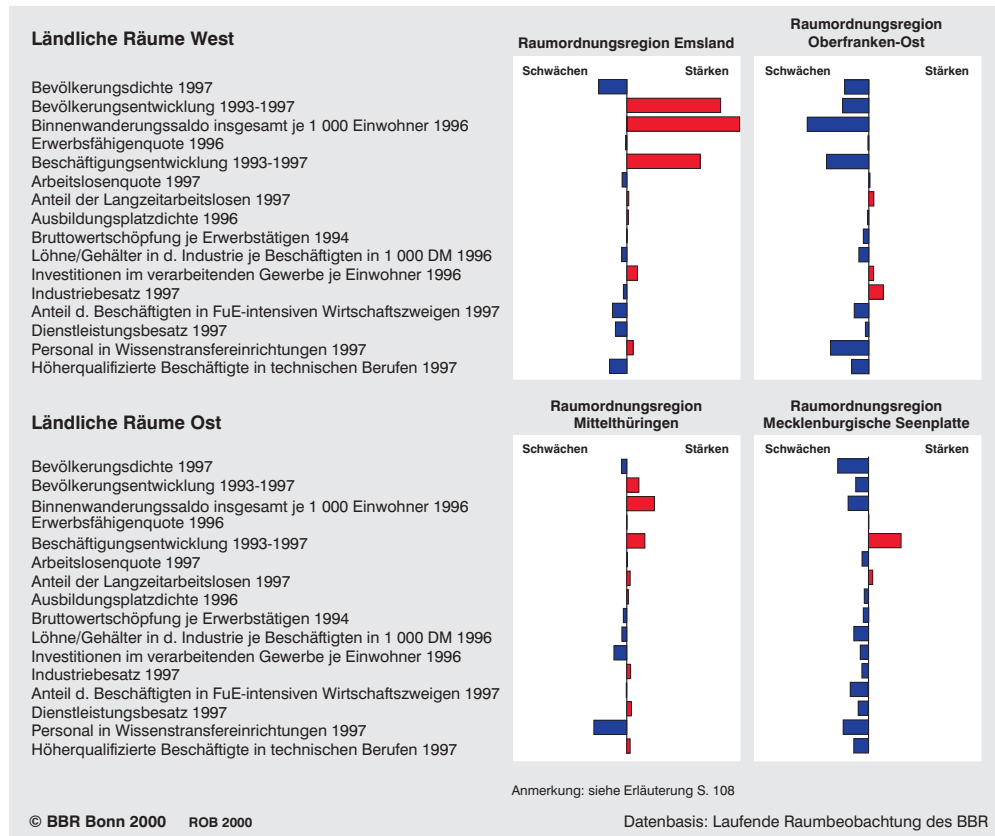 Ländliche Räume West
Raumordnungsregion Emsland
Raumordnungsregion
Oberfranken-Ost
Schwächen
Stärken
Schwächen
Stärken
Bevölkerungsdichte 1997
Bevölkerungsentwicklung 1993-1997
Binnenwanderungssaldo insgesamt je 1 000 Einwohner 1996
Erwerbsfähigenquote 1996
Beschäftigungsentwicklung 1993-1997
Arbeitslosenquote 1997
Anteil der Langzeitarbeitslosen 1997
Ausbildungsplatzdichte 1996
Bruttowertschöpfung je Erwerbstätigen 1994
Löhne/Gehälter in d. Industrie je Beschäftigten in 1 000 DM 1996
Investitionen im verarbeitenden Gewerbe je Einwohner 1996
Industriebesatz 1997
Anteil d. Beschäftigten in FuE-intensiven Wirtschaftszweigen 1997
Dienstleistungsbesatz 1997
Personal in Wissenstransfereinrichtungen 1997
Höherqualifizierte Beschäftigte in technischen Berufen 1997
Ländliche Räume Ost
Raumordnungsregion
Mittelthüringen
Raumordnungsregion
Mecklenburgische Seenplatte
Schwächen
Stärken
Schwächen
Stärken
Bevölkerungsdichte 1997
Bevölkerungsentwicklung 1993-1997
Binnenwanderungssaldo insgesamt je 1 000 Einwohner 1996
Erwerbsfähigenquote 1996
Beschäftigungsentwicklung 1993-1997
Arbeitslosenquote 1997
Anteil der Langzeitarbeitslosen 1997
Ausbildungsplatzdichte 1996
Bruttowertschöpfung je Erwerbstätigen 1994
Löhne/Gehälter in d. Industrie je Beschäftigten in 1 000 DM 1996
Investitionen im verarbeitenden Gewerbe je Einwohner 1996
Industriebesatz 1997
Anteil d. Beschäftigten in FuE-intensiven Wirtschaftszweigen 1997
Dienstleistungsbesatz 1997
Personal in Wissenstransfereinrichtungen 1997
Höherqualifizierte Beschäftigte in technischen Berufen 1997
Anmerkung: siehe Erläuterung S. 108
© BBR Bonn 2000 ROB 2000
Datenbasis: Laufende Raumbeobachtung des BBR